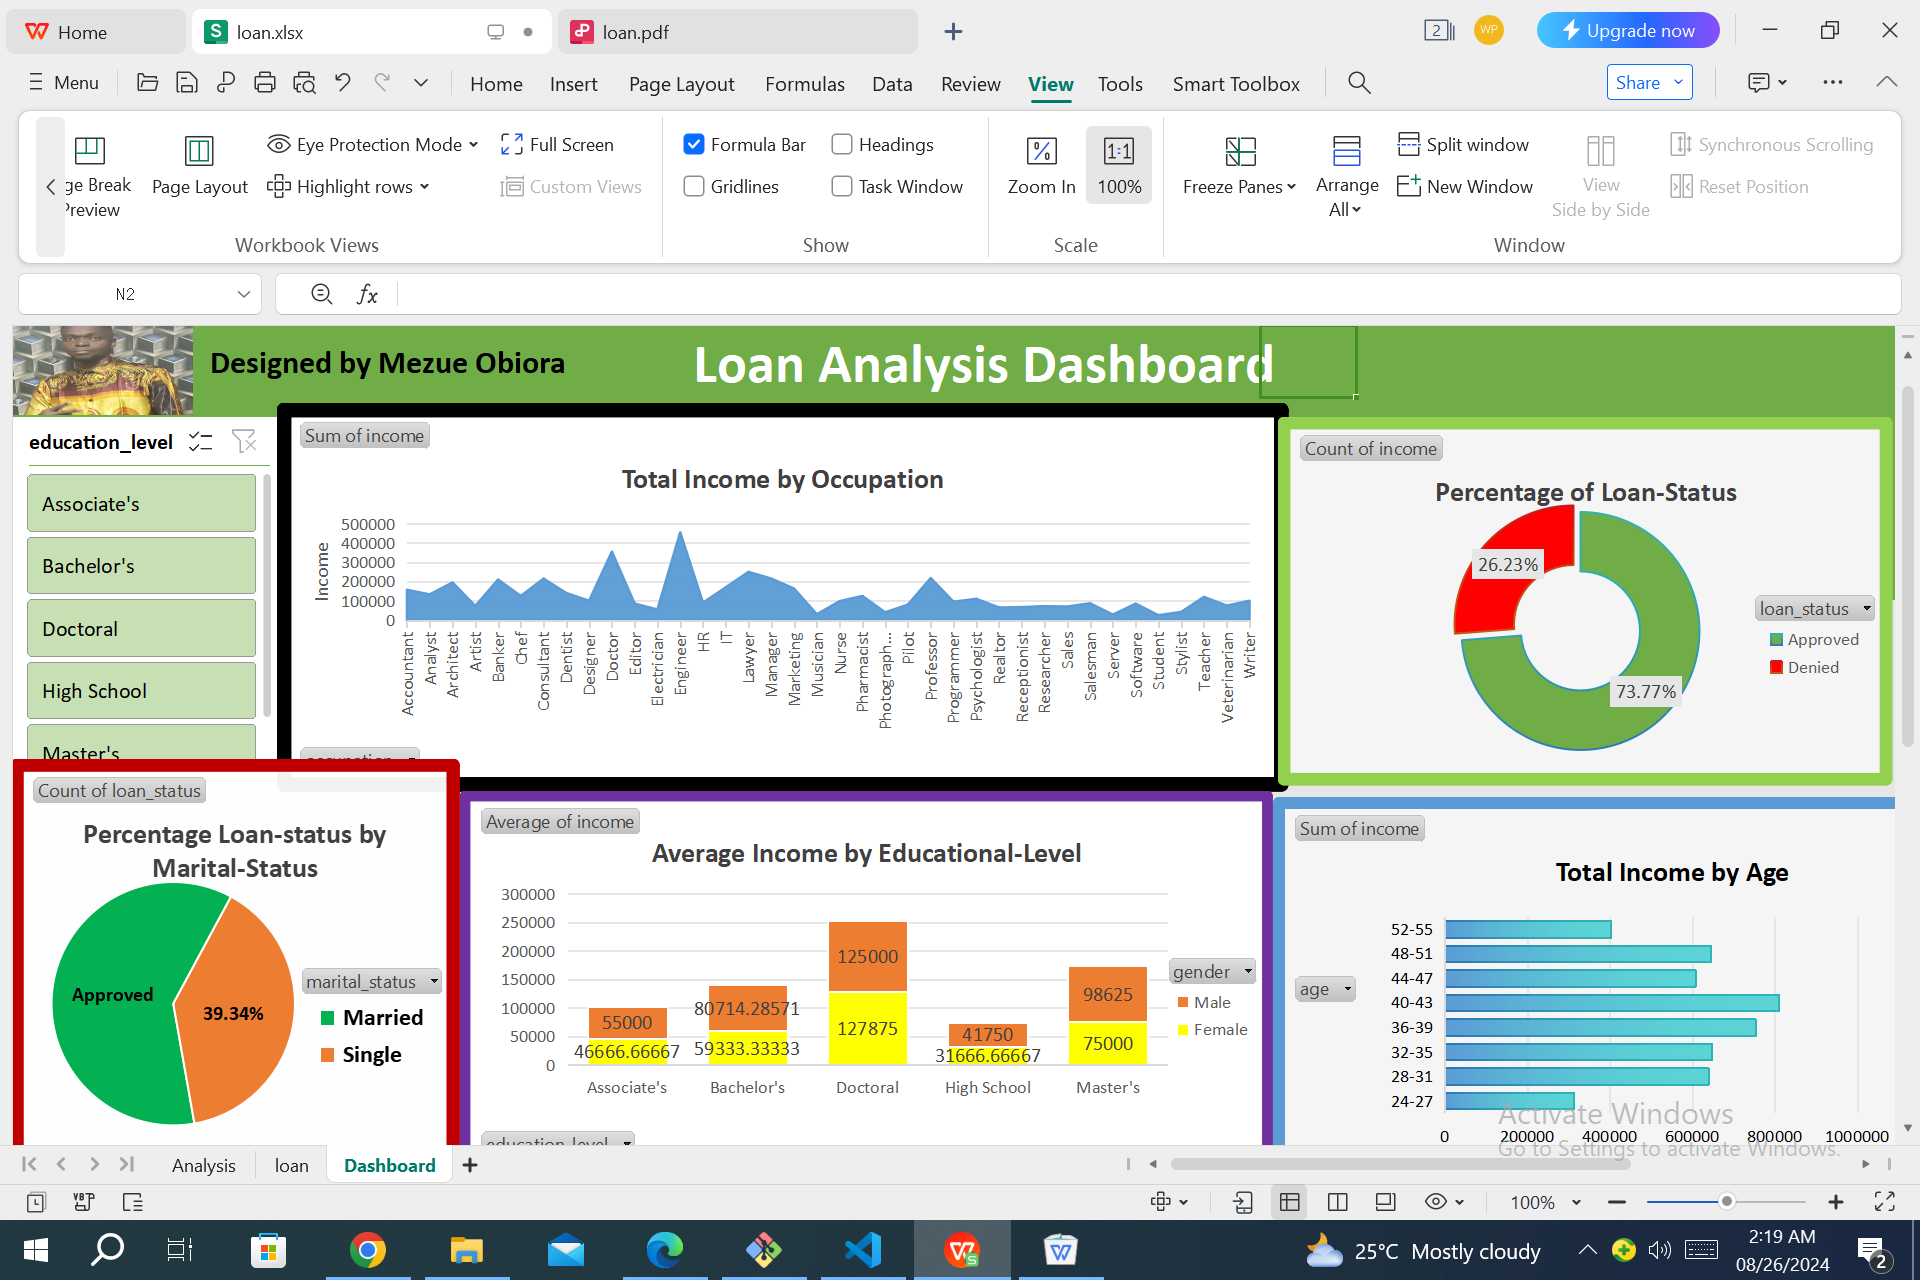 Home
loan.xlsx
loan.pdf
2
WP
Upgrade now
Menu
Home Insert Page Layout Formulas Data Review View Tools Smart Toolbox
Share
ge Break
Preview
Page Layout
Eye Protection Mode
Highlight rows
Full Screen
Custom Views
Workbook Views
Formula Bar
Gridlines
Headings
Task Window
Show
Zoom In
1:1
100%
Scale
Freeze Panes
Arrange
All
Split window
New Window
View
Side by Side
Synchronous Scrolling
Reset Position
Window
N2
fx
Designed by Mezue Obiora
Loan Analysis Dashboard
education_level
Associate's
Bachelor's
Doctoral
High School
Master's
Sum of income
Total Income by Occupation
Income
500000
400000
300000
200000
100000
0
Accountant
Analyst
Architect
Artist
Banker
Chef
Consultant
Dentist
Designer
Doctor
Editor
Electrician
Engineer
HR
IT
Lawyer
Manager
Marketing
Musician
Nurse
Pharmacist
Photograph...
Pilot
Professor
Programmer
Psychologist
Realtor
Receptionist
Researcher
Sales
Salesman
Server
Software
Student
Stylist
Teacher
Veterinarian
Writer
Count of income
Percentage of Loan-Status
26.23%
73.77%
loan_status
Approved
Denied
Count of loan_status
Percentage Loan-status by
Marital-Status
Approved
39.34%
marital_status
Married
Single
Average of income
Average Income by Educational-Level
300000
250000
200000
150000
100000
50000
0
55000
46666.66667
80714.28571
59333.33333
125000
127875
41750
31666.66667
98625
75000
Associate's Bachelor's Doctoral High School Master's
gender
Male
Female
education_level
Sum of income
Total Income by Age
age
52-55
48-51
44-47
40-43
36-39
32-35
28-31
24-27
0 200000 400000 600000 800000 1000000
Activate Windows
Go to Settings to activate Windows.
Analysis loan Dashboard
100%
25°C Mostly cloudy
2:19 AM
08/26/2024
2